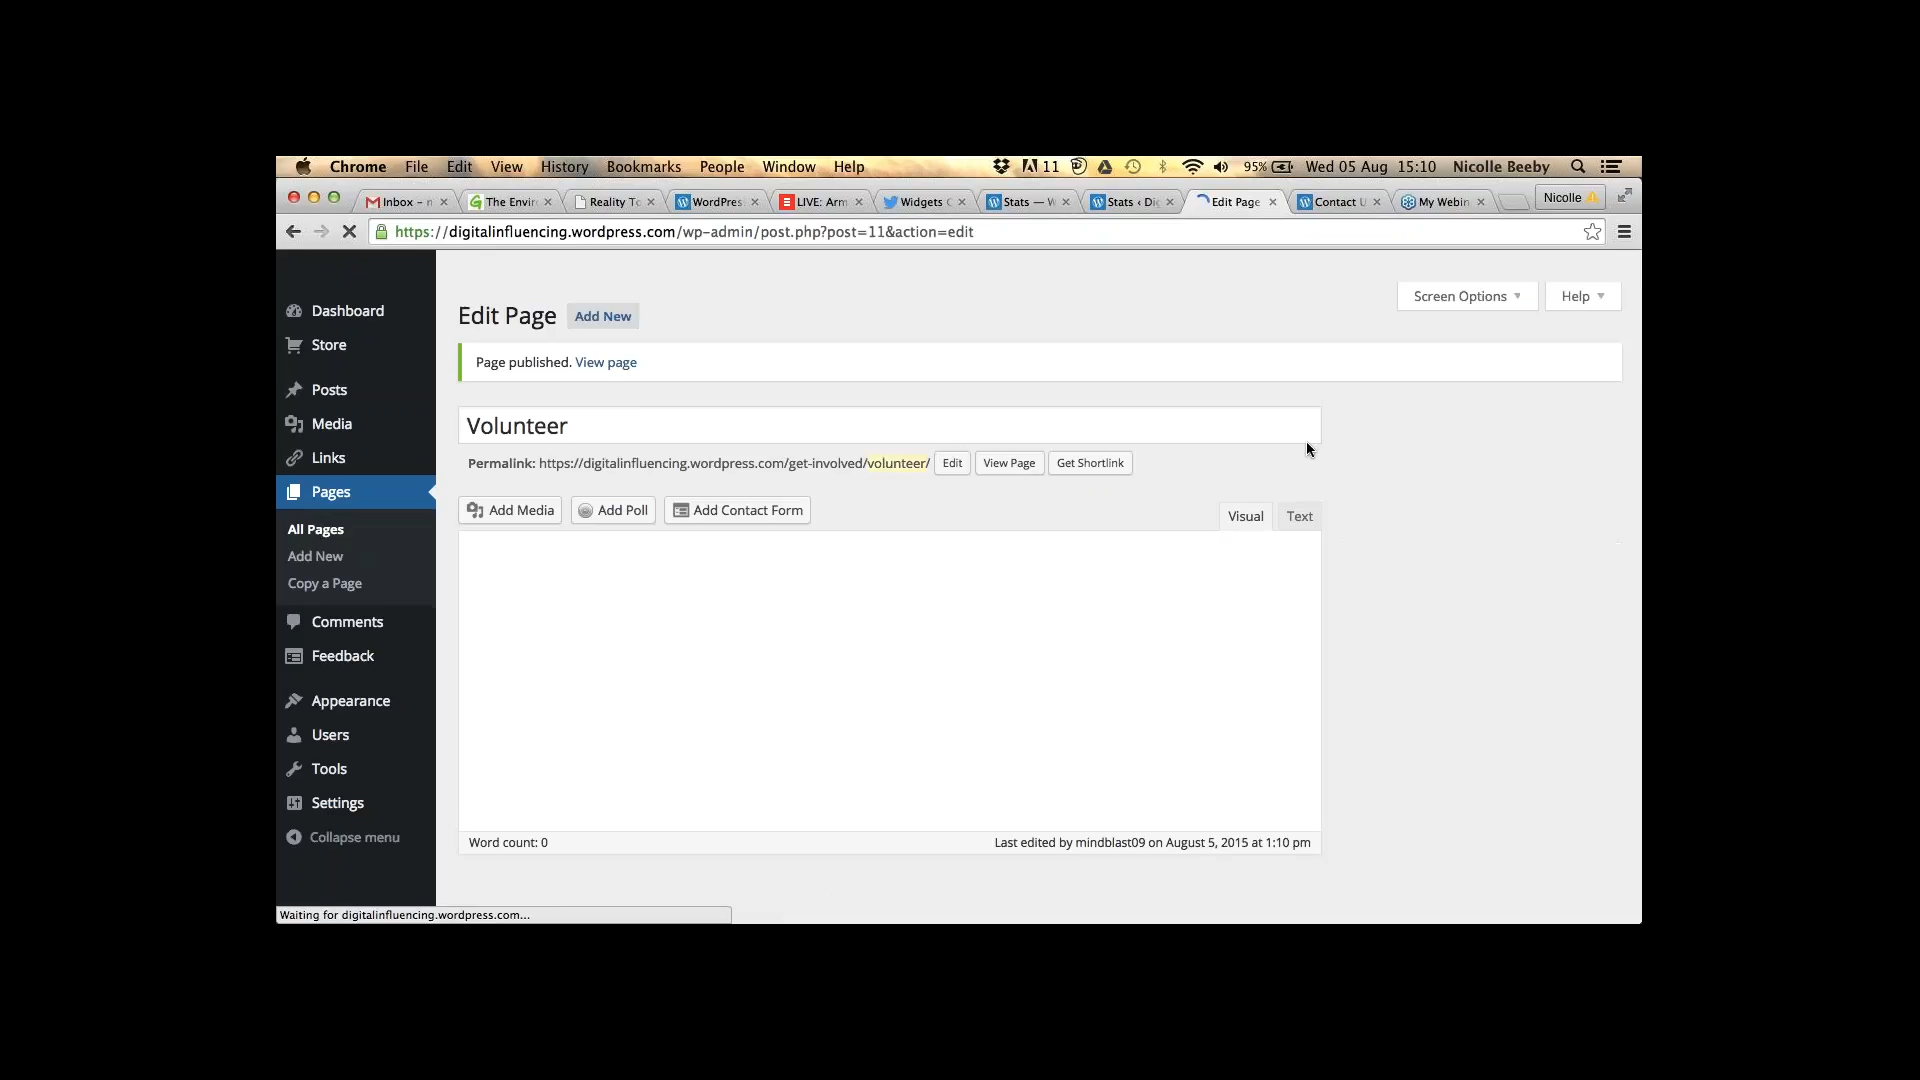 Chrome File Edit View History Bookmarks People Window Help 11 95% Wed 05 Aug 15:10 Nicolle Beeby
Inbox – The Envir Reality To WordPres LIVE: Arm Widgets Stats — W Stats ‹ Di Edit Page Contact U My Webin Nicolle
https://digitalinfluencing.wordpress.com/wp-admin/post.php?post=11&action=edit
Screen Options Help
Dashboard
Store
Posts
Media
Links
Pages
All Pages
Add New
Copy a Page
Comments
Feedback
Appearance
Users
Tools
Settings
Collapse menu
Edit Page Add New
Page published. View page
Volunteer
Permalink: https://digitalinfluencing.wordpress.com/get-involved/volunteer/ Edit View Page Get Shortlink
Add Media Add Poll Add Contact Form Visual Text
Word count: 0 Last edited by mindblast09 on August 5, 2015 at 1:10 pm
Waiting for digitalinfluencing.wordpress.com...